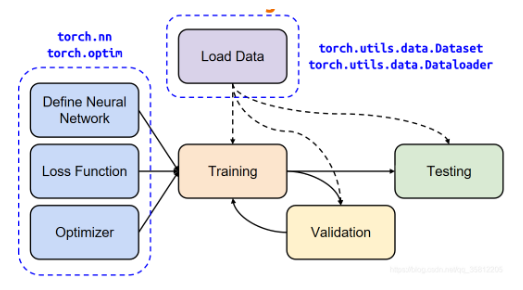 torch.nn
torch.optim
Load Data
torch.utils.data.Dataset
torch.utils.data.Dataloader
Define Neural
Network
Loss Function
Training
Testing
Optimizer
Validation